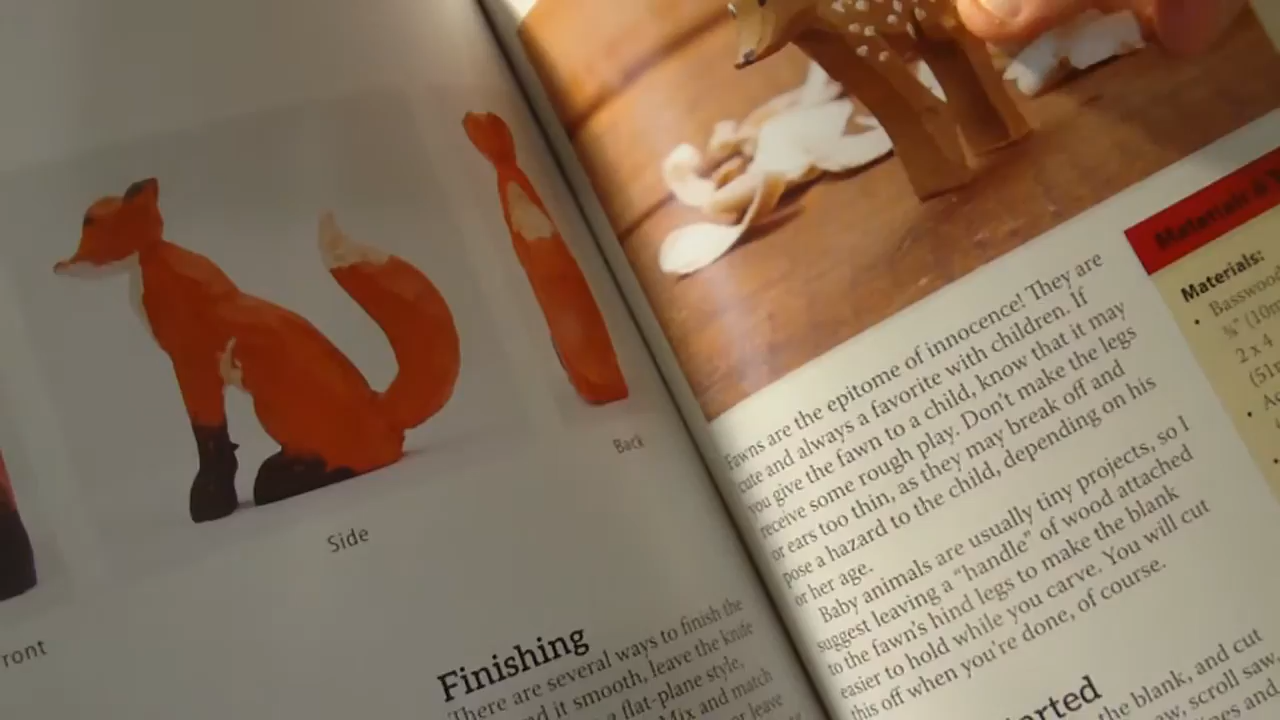 Back
Side
ront
Finishing
There are several ways to finish the
nd it smooth, leave the knife
a flat-plane style,
Mix and match
or leave
Fawns are the epitome of innocence! They are
cute and always a favorite with children. If
you give the fawn to a child, know that it may
receive some rough play. Don't make the legs
or ears too thin, as they may break off and
pose a hazard to the child, depending on his
or her age.
Baby animals are usually tiny projects, so I
suggest leaving a "handle" of wood attached
to the fawn's hind legs to make the blank
easier to hold while you carve. You will cut
this off when you're done, of course.
arted
the blank, and cut
scroll saw,
and
Materials &
Materials:
• Basswood
2 x 4